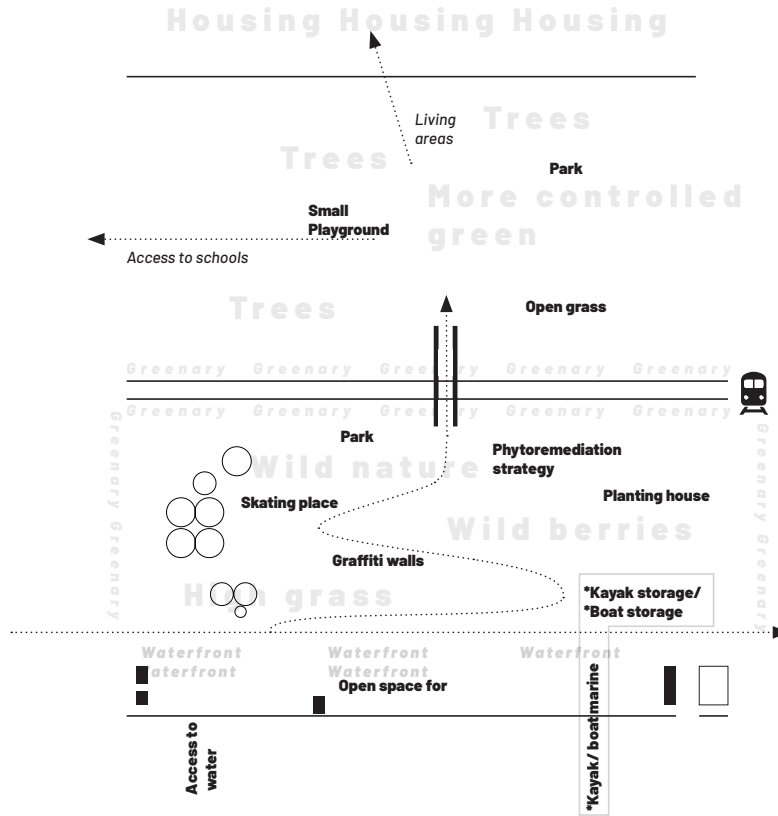 Housing Housing Housing
Living
areas
Trees
Trees
Park
More controlled
green
Small
Playground
Access to schools
Trees
Open grass
Greenary Greenary Greenary Greenary Greenary
Greenary Greenary Greenary Greenary Greenary
Greenary Greenary
Greenary Greenary
Park
Wild nature
Phytoremediation
strategy
Skating place
Planting house
Wild berries
Graffiti walls
High grass
*Kayak storage/
*Boat storage
Waterfront Waterfront Waterfront
Waterfront Waterfront
Open space for
Access to
water
*Kayak/ boat marine